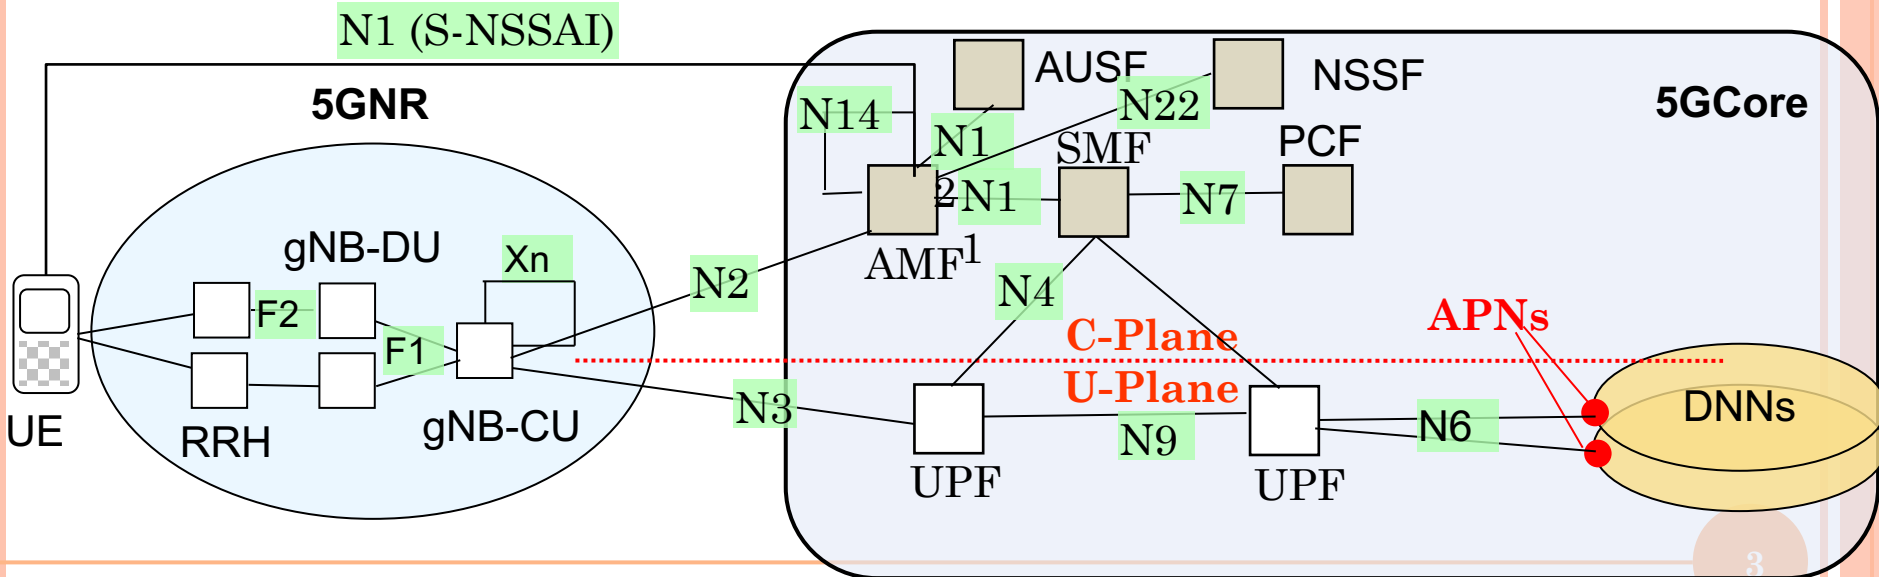 N1 (S-NSSAI)
5GNR
AUSF
NSSF
5GCore
N14
N22
N1
2
SMF
PCF
N1
1
N7
gNB-DU
Xn
AMF
N2
N4
F2
F1
APNs
C-Plane
U-Plane
N3
DNNs
UE
RRH
gNB-CU
N9
N6
UPF
UPF
3